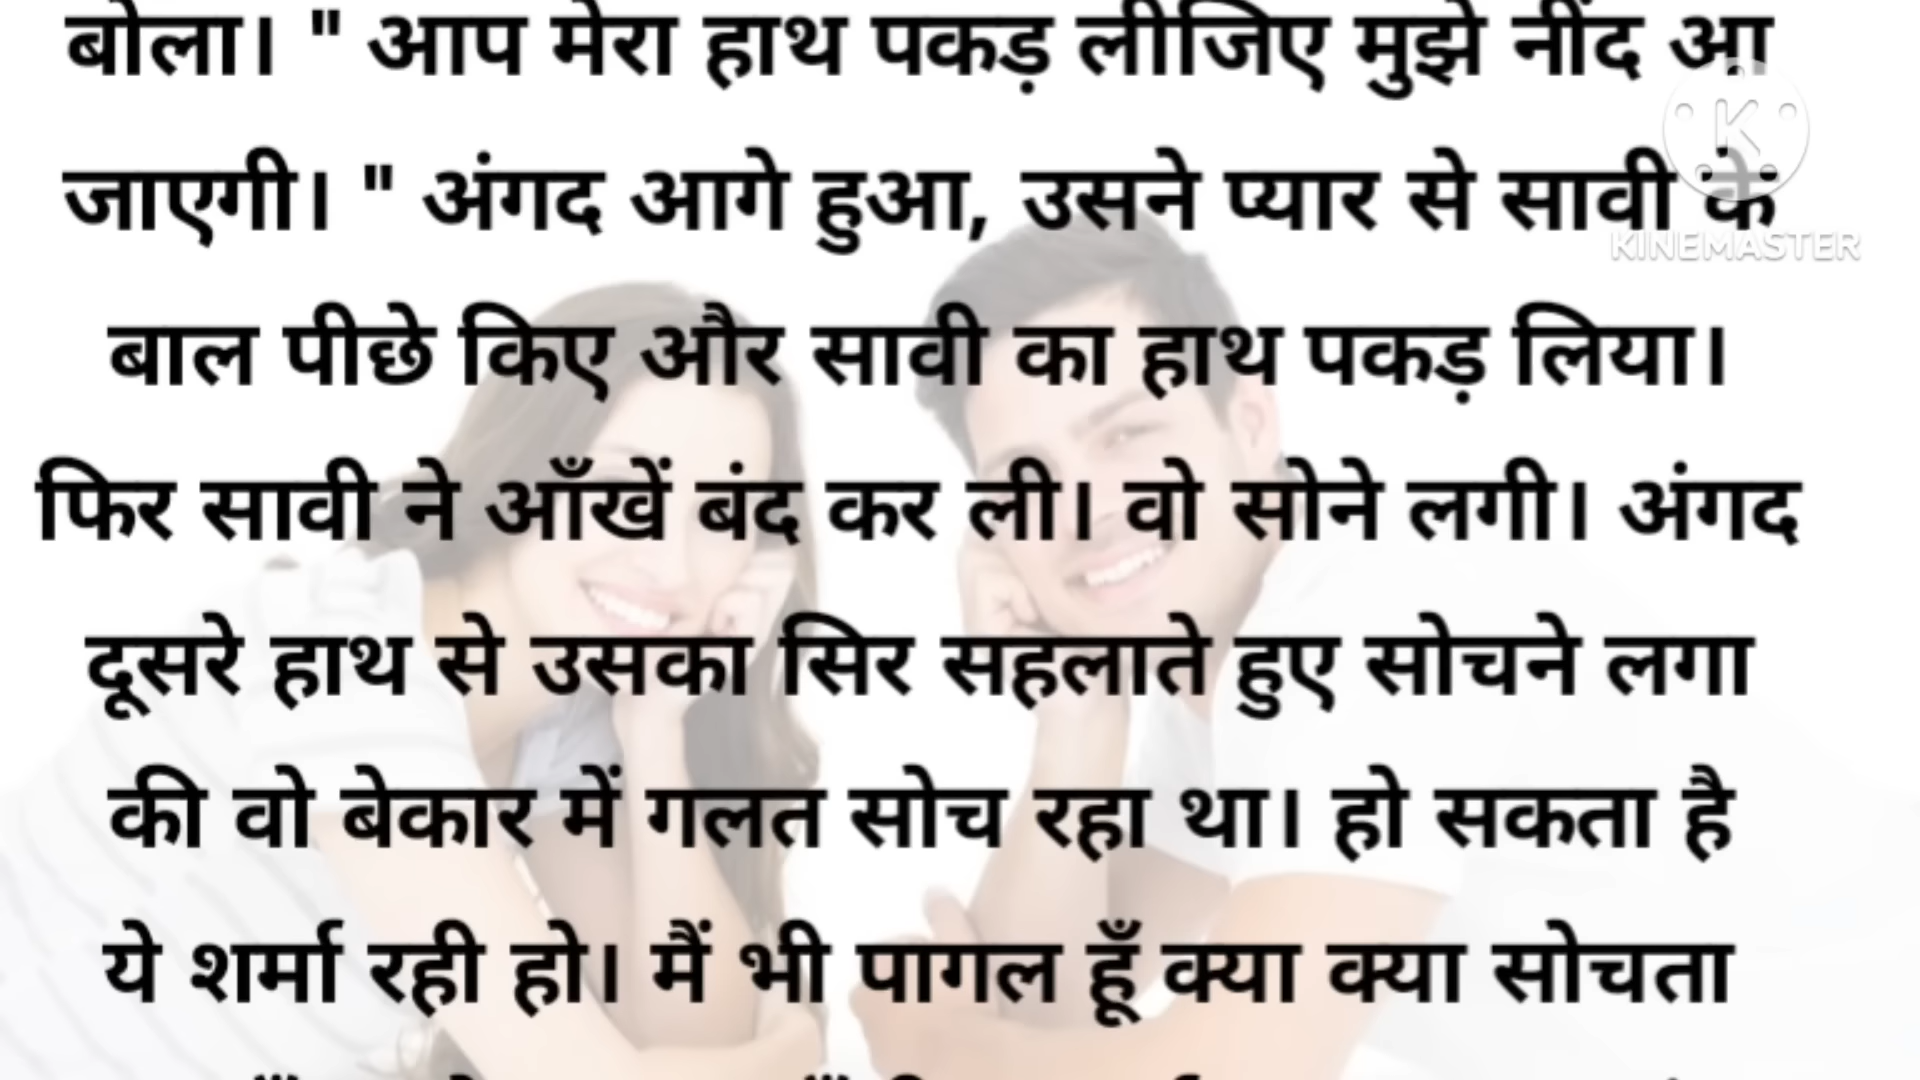 बोला। " आप मेरा हाथ पकड़ लीजिए मुझे नींद आ
जाएगी। " अंगद आगे हुआ, उसने प्यार से सावी के
बाल पीछे किए और सावी का हाथ पकड़ लिया।
फिर सावी ने आँखें बंद कर ली। वो सोने लगी। अंगद
दूसरे हाथ से उसका सिर सहलाते हुए सोचने लगा
की वो बेकार में गलत सोच रहा था। हो सकता है
ये शर्मा रही हो। मैं भी पागल हूँ क्या क्या सोचता
K
KINEMASTER